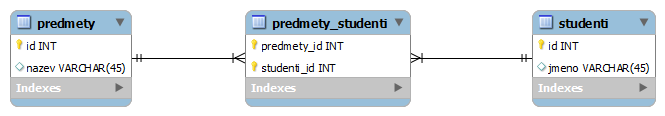 predmety
id INT
nazev VARCHAR(45)
Indexes
predmety_studenti
predmety_id INT
studenti_id INT
Indexes
studenti
id INT
jmeno VARCHAR(45)
Indexes